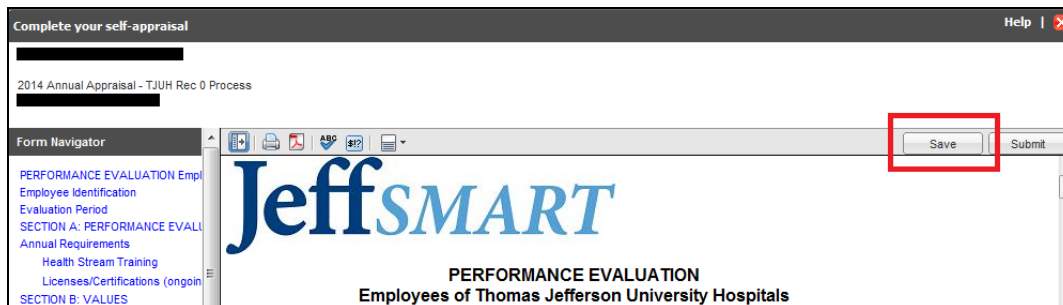 Complete your self-appraisal
Help |
2014 Annual Appraisal - TJUH Rec 0 Process
Form Navigator
ABC
$!?
Save
Submit
PERFORMANCE EVALUATION Empl
Employee Identification
Evaluation Period
SECTION A: PERFORMANCE EVALU
Annual Requirements
Health Stream Training
Licenses/Certifications (ongoin
SECTION B: VALUES
JeffSMART
PERFORMANCE EVALUATION
Employees of Thomas Jefferson University Hospitals